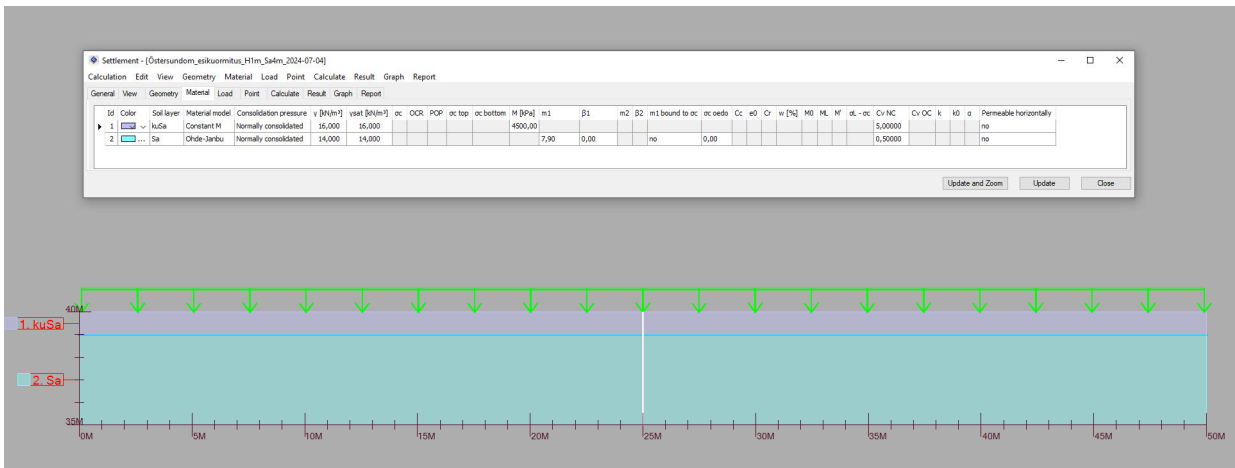 Settlement - [Östersundom_esikuormitus_H1m_Sa4m_2024-07-04]
Calculation Edit View Geometry Material Load Point Calculate Result Graph Report
General View Geometry Material Load Point Calculate Result Graph Report
Id Color Soil layer Material model Consolidation pressure γ [kN/m³] γsat [kN/m³] σc OCR POP σc top σc bottom M [kPa] m1 β1 m2 β2 m1 bound to σc σc oedo Cc e0 Cr w [%] M0 ML M' σL - σc Cv NC Cv OC k k0 α Permeable horizontally
1 kuSa Constant M Normally consolidated 16,000 16,000 4500,00 5,00000 no
2 ... Sa Ohde-Janbu Normally consolidated 14,000 14,000 7,90 0,00 no 0,00 0,50000 no
Update and Zoom Update Close
40M
1. kuSa
2. Sa
35M
0M 5M 10M 15M 20M 25M 30M 35M 40M 45M 50M